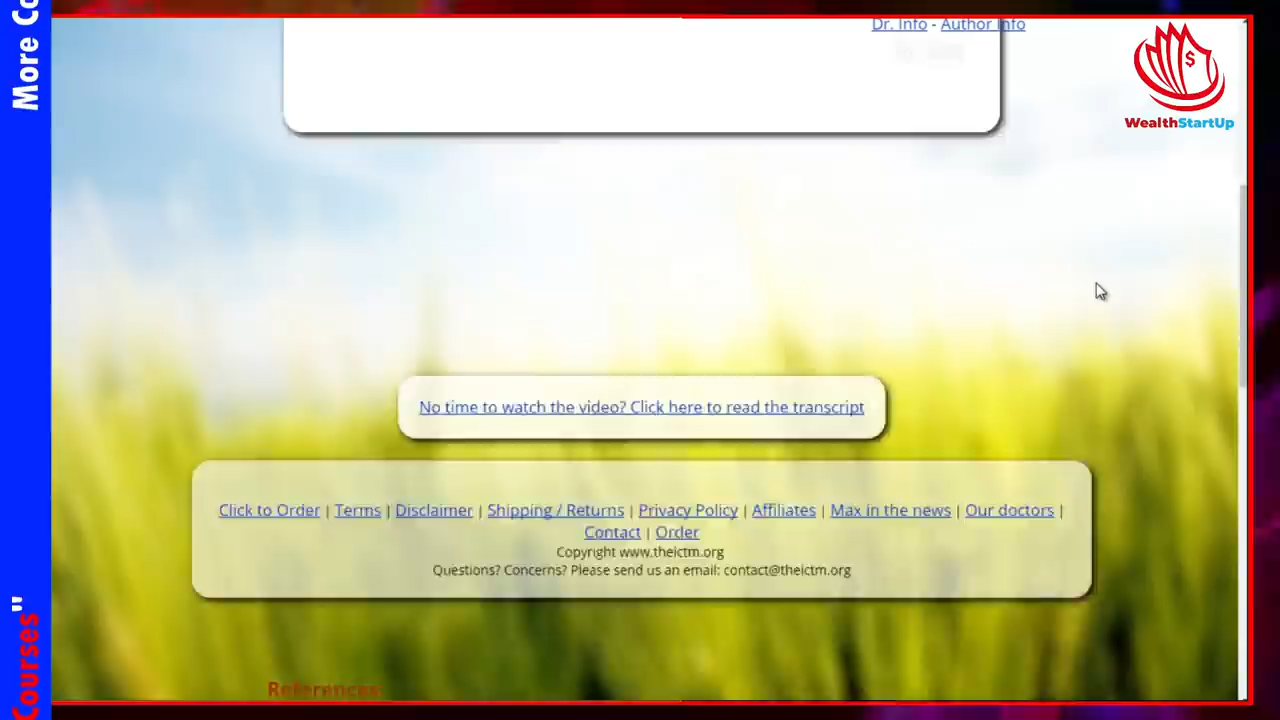 More Co
Dr. Info - Author Info
WealthStartUp
No time to watch the video? Click here to read the transcript
Click to Order | Terms | Disclaimer | Shipping / Returns | Privacy Policy | Affiliates | Max in the news | Our doctors |
Contact | Order
Copyright www.theictm.org
Questions? Concerns? Please send us an email: contact@theictm.org
Courses"
References